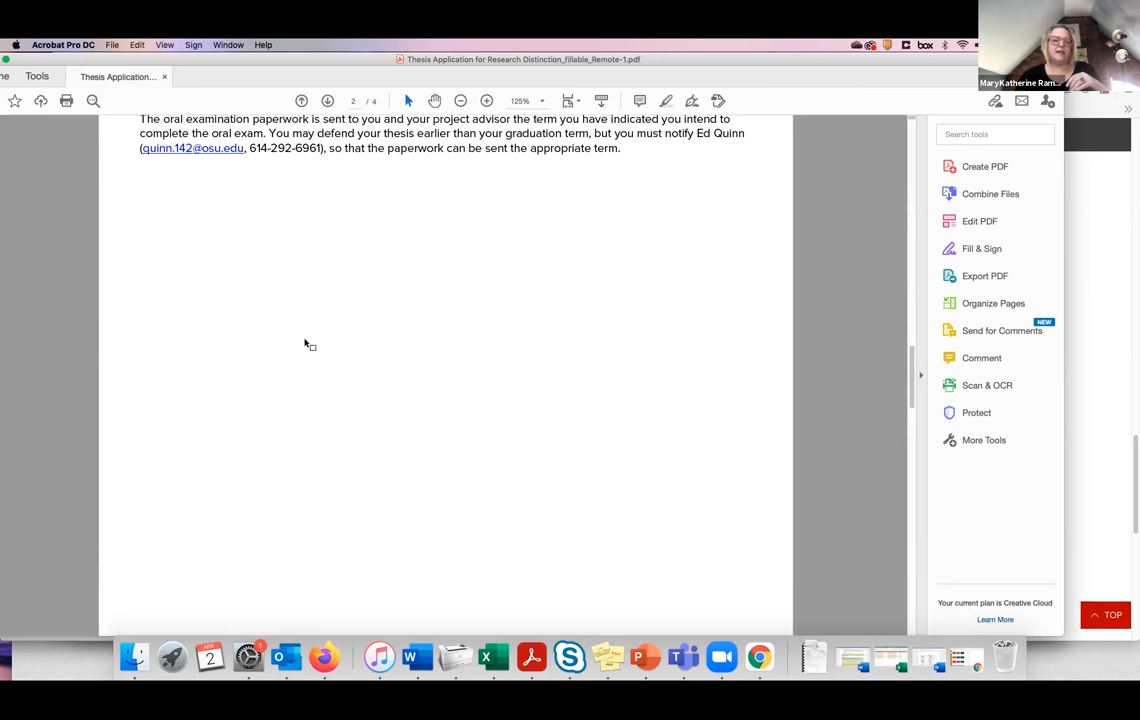 Acrobat Pro DC File Edit View Sign Window Help
box
Thesis Application for Research Distinction_fillable_Remote-1.pdf
MaryKatherine Ram...
ne Tools Thesis Application... ×
2 / 4
125%
The oral examination paperwork is sent to you and your project advisor the term you have indicated you intend to
complete the oral exam. You may defend your thesis earlier than your graduation term, but you must notify Ed Quinn
(quinn.142@osu.edu, 614-292-6961), so that the paperwork can be sent the appropriate term.
Search tools
Create PDF
Combine Files
Edit PDF
Fill & Sign
Export PDF
Organize Pages
NEW
Send for Comments
Comment
Scan & OCR
Protect
More Tools
Your current plan is Creative Cloud
Learn More
TOP
APR
2
1